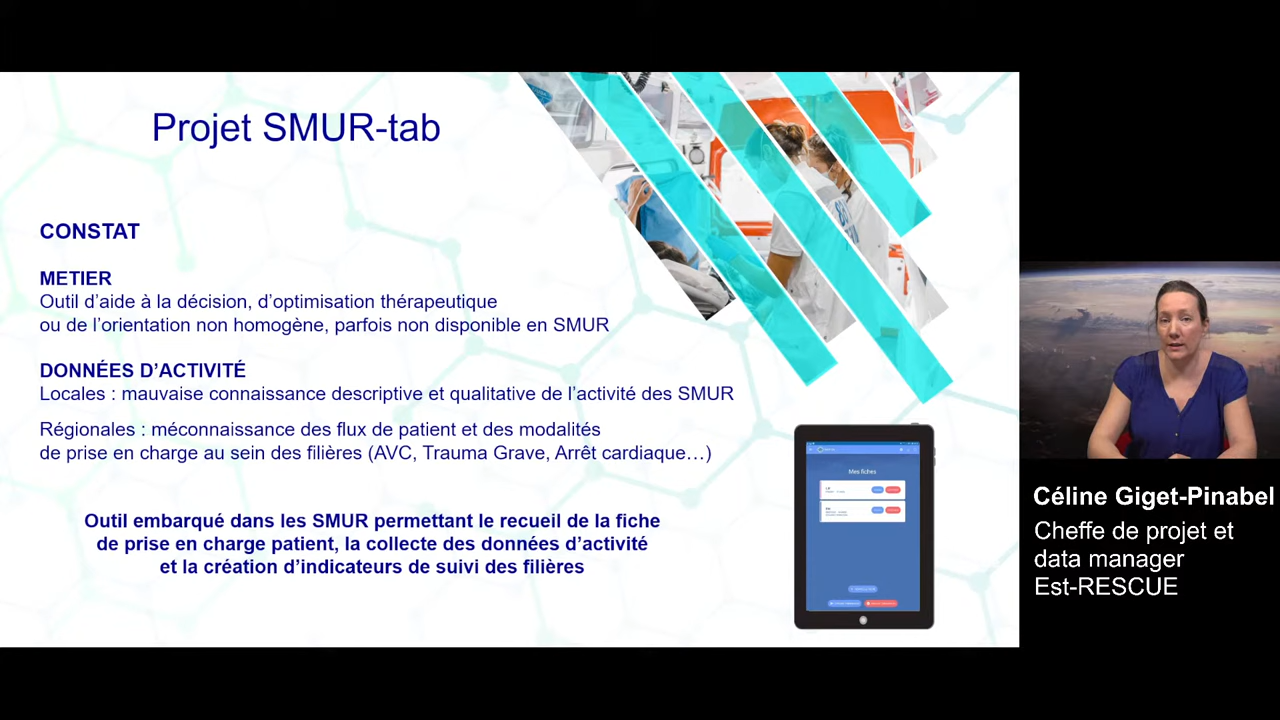 Projet SMUR-tab
CONSTAT
METIER
Outil d'aide à la décision, d'optimisation thérapeutique
ou de l'orientation non homogène, parfois non disponible en SMUR
DONNÉES D'ACTIVITÉ
Locales : mauvaise connaissance descriptive et qualitative de l'activité des SMUR
Régionales : méconnaissance des flux de patient et des modalités
de prise en charge au sein des filières (AVC, Trauma Grave, Arrêt cardiaque…)
Outil embarqué dans les SMUR permettant le recueil de la fiche
de prise en charge patient, la collecte des données d'activité
et la création d'indicateurs de suivi des filières
Mes fiches
Céline Giget-Pinabel
Cheffe de projet et
data manager
Est-RESCUE